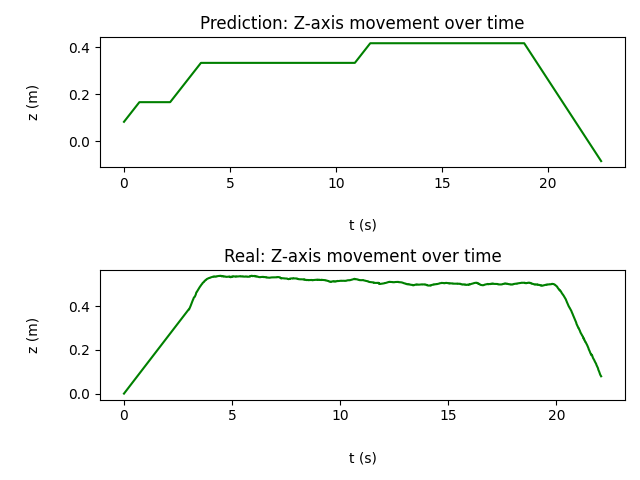 Prediction: Z-axis movement over time
0.4
0.2
0.0
z (m)
0 5 10 15 20
t (s)
Real: Z-axis movement over time
0.4
0.2
0.0
z (m)
0 5 10 15 20
t (s)